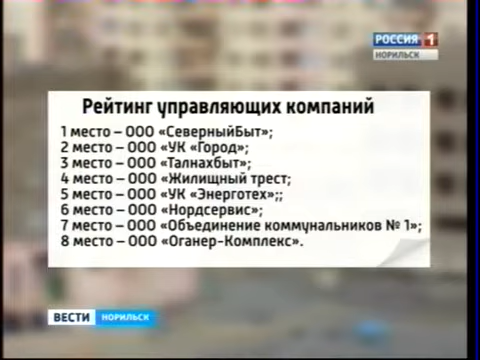 РОССИЯ 1
НОРИЛЬСК
Рейтинг управляющих компаний
1 место – ООО «СеверныйБыт»;
2 место – ООО «УК «Город»;
3 место – ООО «Талнахбыт»;
4 место – ООО «Жилищный трест;
5 место – ООО «УК «Энерготех»;;
6 место – ООО «Нордсервис»;
7 место – ООО «Объединение коммунальников № 1»;
8 место – ООО «Оганер-Комплекс».
ВЕСТИ НОРИЛЬСК